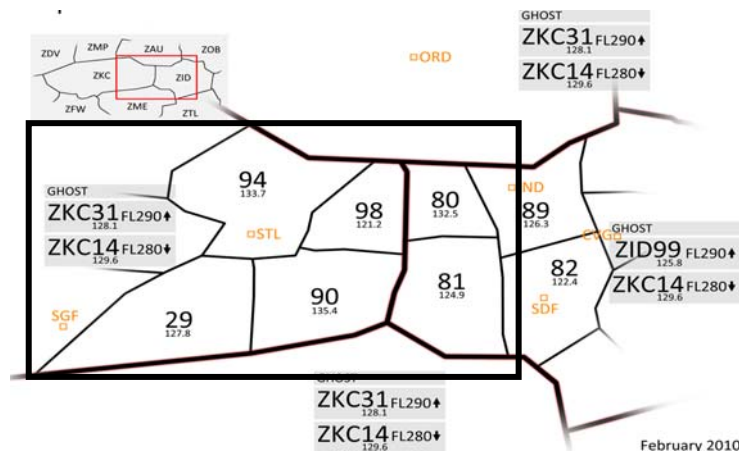 ZDV
ZMP
ZAU
ZOB
ZKC
ZID
ZFW
ZME
ZTL
ORD
GHOST
ZKC31 FL290
128.1
ZKC14 FL280
129.6
94
133.7
98
121.2
80
132.5
IND
89
126.3
GHOST
ZKC31 FL290
128.1
ZKC14 FL280
129.6
STL
CVG
GHOST
ZID99 FL290
125.8
ZKC14 FL280
129.6
SGF
29
127.8
90
135.4
81
124.9
82
122.4
SDF
GHOST
ZKC31 FL290
128.1
ZKC14 FL280
129.6
February 2010